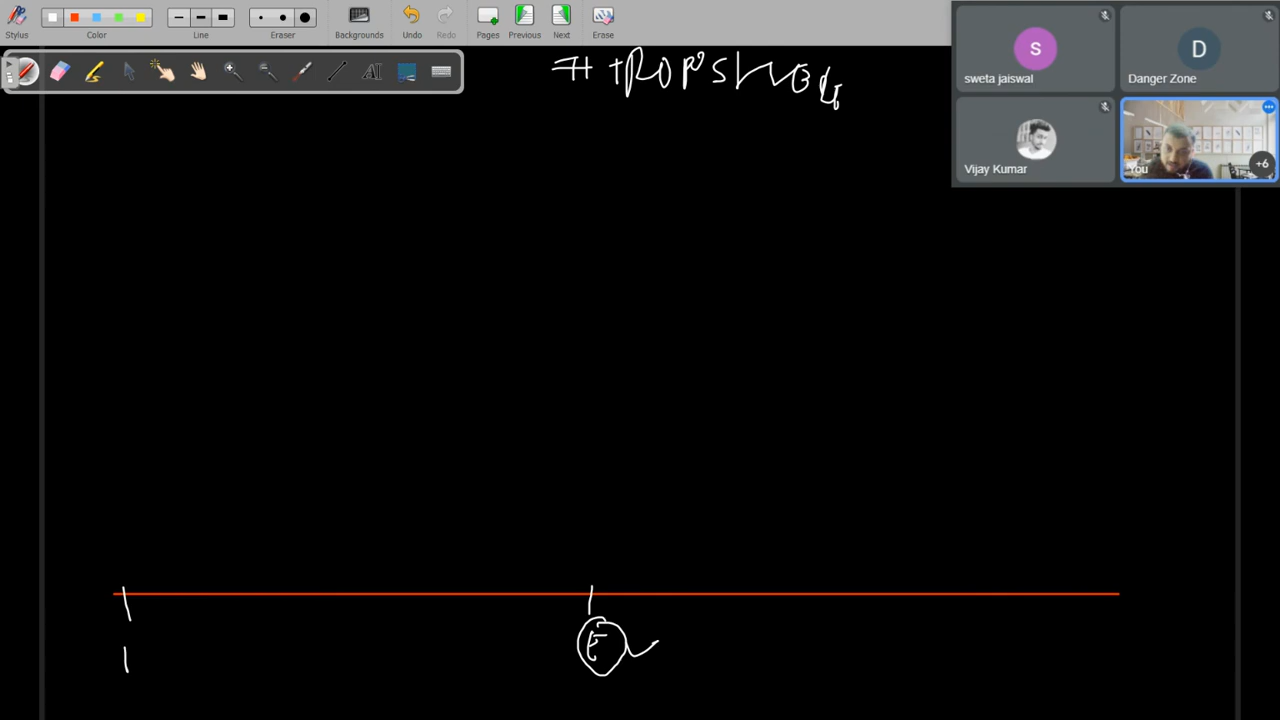 Stylus
Color
Line
Eraser
Backgrounds
Undo
Redo
Pages
Previous
Next
Erase
S
sweta jaiswal
D
Danger Zone
Vijay Kumar
You
+6
AI
#
E